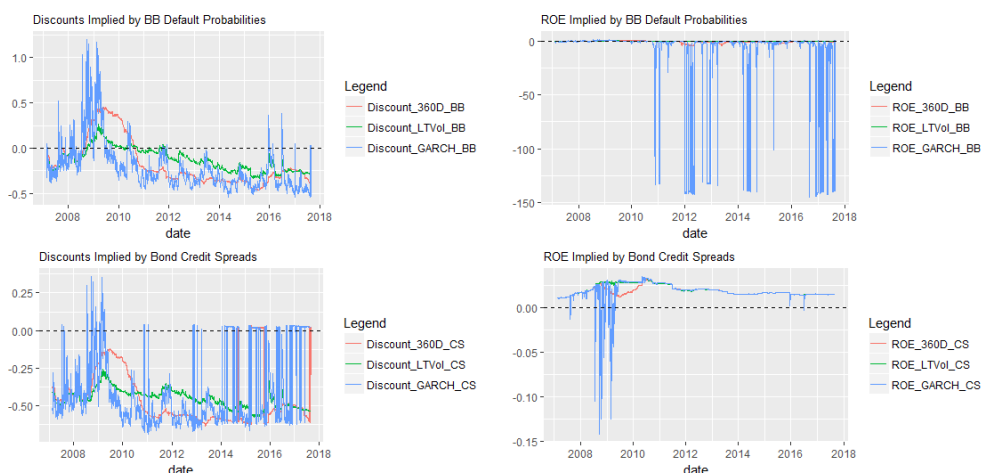 Discounts Implied by BB Default Probabilities
1.0
0.5
0.0
-0.5
2008 2010 2012 2014 2016 2018
date
Legend
Discount_360D_BB
Discount_LTVol_BB
Discount_GARCH_BB
ROE Implied by BB Default Probabilities
0
-50
-100
-150
2008 2010 2012 2014 2016 2018
date
Legend
ROE_360D_BB
ROE_LTVol_BB
ROE_GARCH_BB
Discounts Implied by Bond Credit Spreads
0.25
0.00
-0.25
-0.50
2008 2010 2012 2014 2016 2018
date
Legend
Discount_360D_CS
Discount_LTVol_CS
Discount_GARCH_CS
ROE Implied by Bond Credit Spreads
0.00
-0.05
-0.10
-0.15
2008 2010 2012 2014 2016 2018
date
Legend
ROE_360D_CS
ROE_LTVol_CS
ROE_GARCH_CS